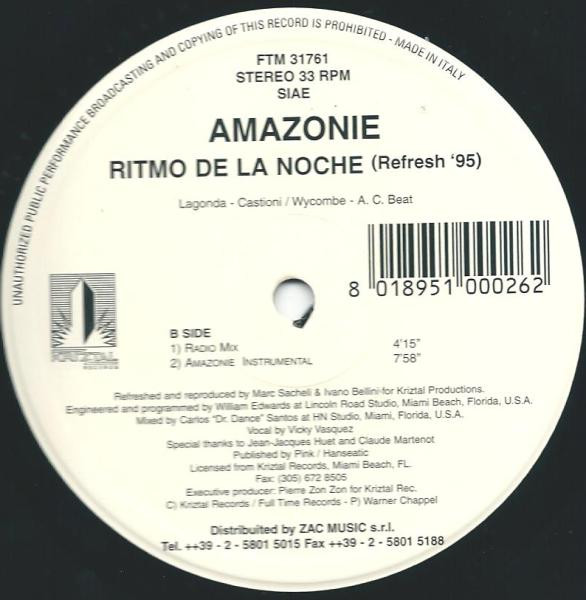 UNAUTHORIZED PUBLIC PERFORMANCE BROADCASTING AND COPYING OF THIS RECORD IS PROHIBITED - MADE IN ITALY
FTM 31761
STEREO 33 RPM
SIAE
AMAZONIE
RITMO DE LA NOCHE (Refresh '95)
Lagonda - Castioni / Wycombe - A. C. Beat
8 018951 000262
KRIZTAL
RECORDS
B SIDE
1) RADIO MIX 4'15"
2) AMAZONIE INSTRUMENTAL 7'58"
Refreshed and reproduced by Marc Sacheli & Ivano Bellini for Kriztal Productions.
Engineered and programmed by William Edwards at Lincoln Road Studio, Miami Beach, Florida, U.S.A.
Mixed by Carlos "Dr. Dance" Santos at HN Studio, Miami, Florida, U.S.A.
Vocal by Vicky Vasquez
Special thanks to Jean-Jacques Huet and Claude Martenot
Published by Pink / Hanseatic
Licensed from Kriztal Records, Miami Beach, FL.
Fax: (305) 672 8505
Executive producer: Pierre Zon Zon for Kriztal Rec.
C) Kriztal Records / Full Time Records - P) Warner Chappel
Distribuited by ZAC MUSIC s.r.l.
Tel. ++39 - 2 - 5801 5015 Fax ++39 - 2 - 5801 5188